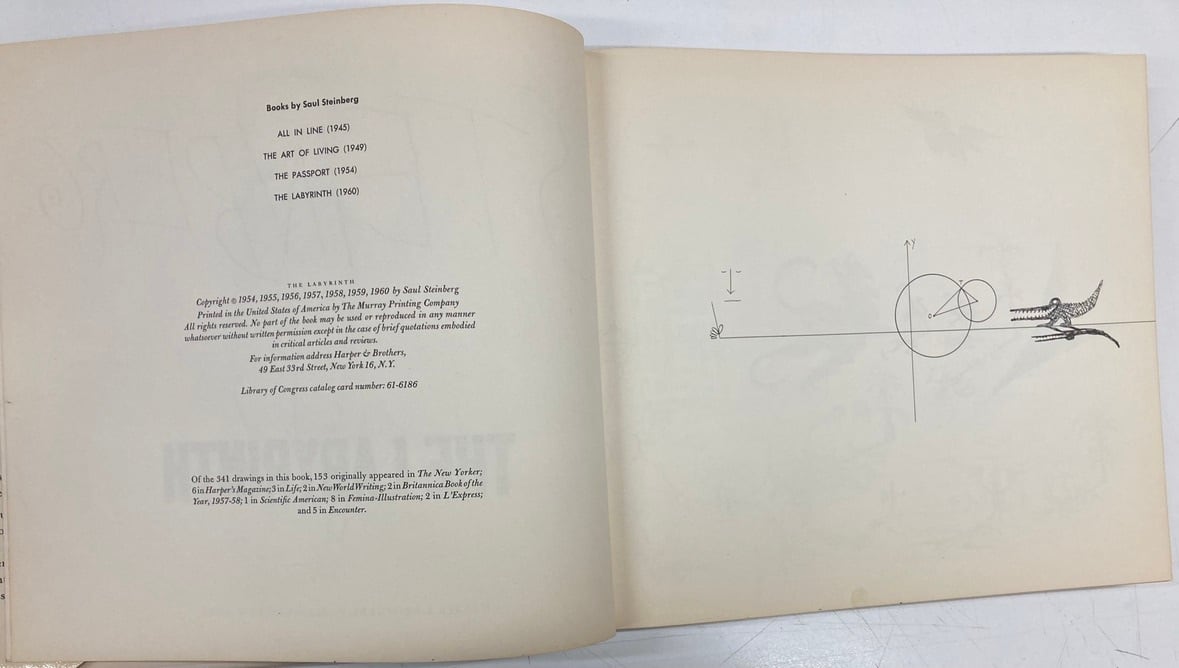 Books by Saul Steinberg
ALL IN LINE (1945)
THE ART OF LIVING (1949)
THE PASSPORT (1954)
THE LABYRINTH (1960)
THE LABYRINTH
Copyright © 1954, 1955, 1956, 1957, 1958, 1959, 1960 by Saul Steinberg
Printed in the United States of America by The Murray Printing Company
All rights reserved. No part of the book may be used or reproduced in any manner
whatsoever without written permission except in the case of brief quotations embodied
in critical articles and reviews.
For information address Harper & Brothers,
49 East 33rd Street, New York 16, N.Y.
Library of Congress catalog card number: 61-6186
Of the 341 drawings in this book, 153 originally appeared in The New Yorker;
6 in Harper's Magazine; 3 in Life; 2 in New World Writing; 2 in Britannica Book of the
Year, 1957-58; 1 in Scientific American; 8 in Femina-Illustration; 2 in L'Express;
and 5 in Encounter.
Y
T
O